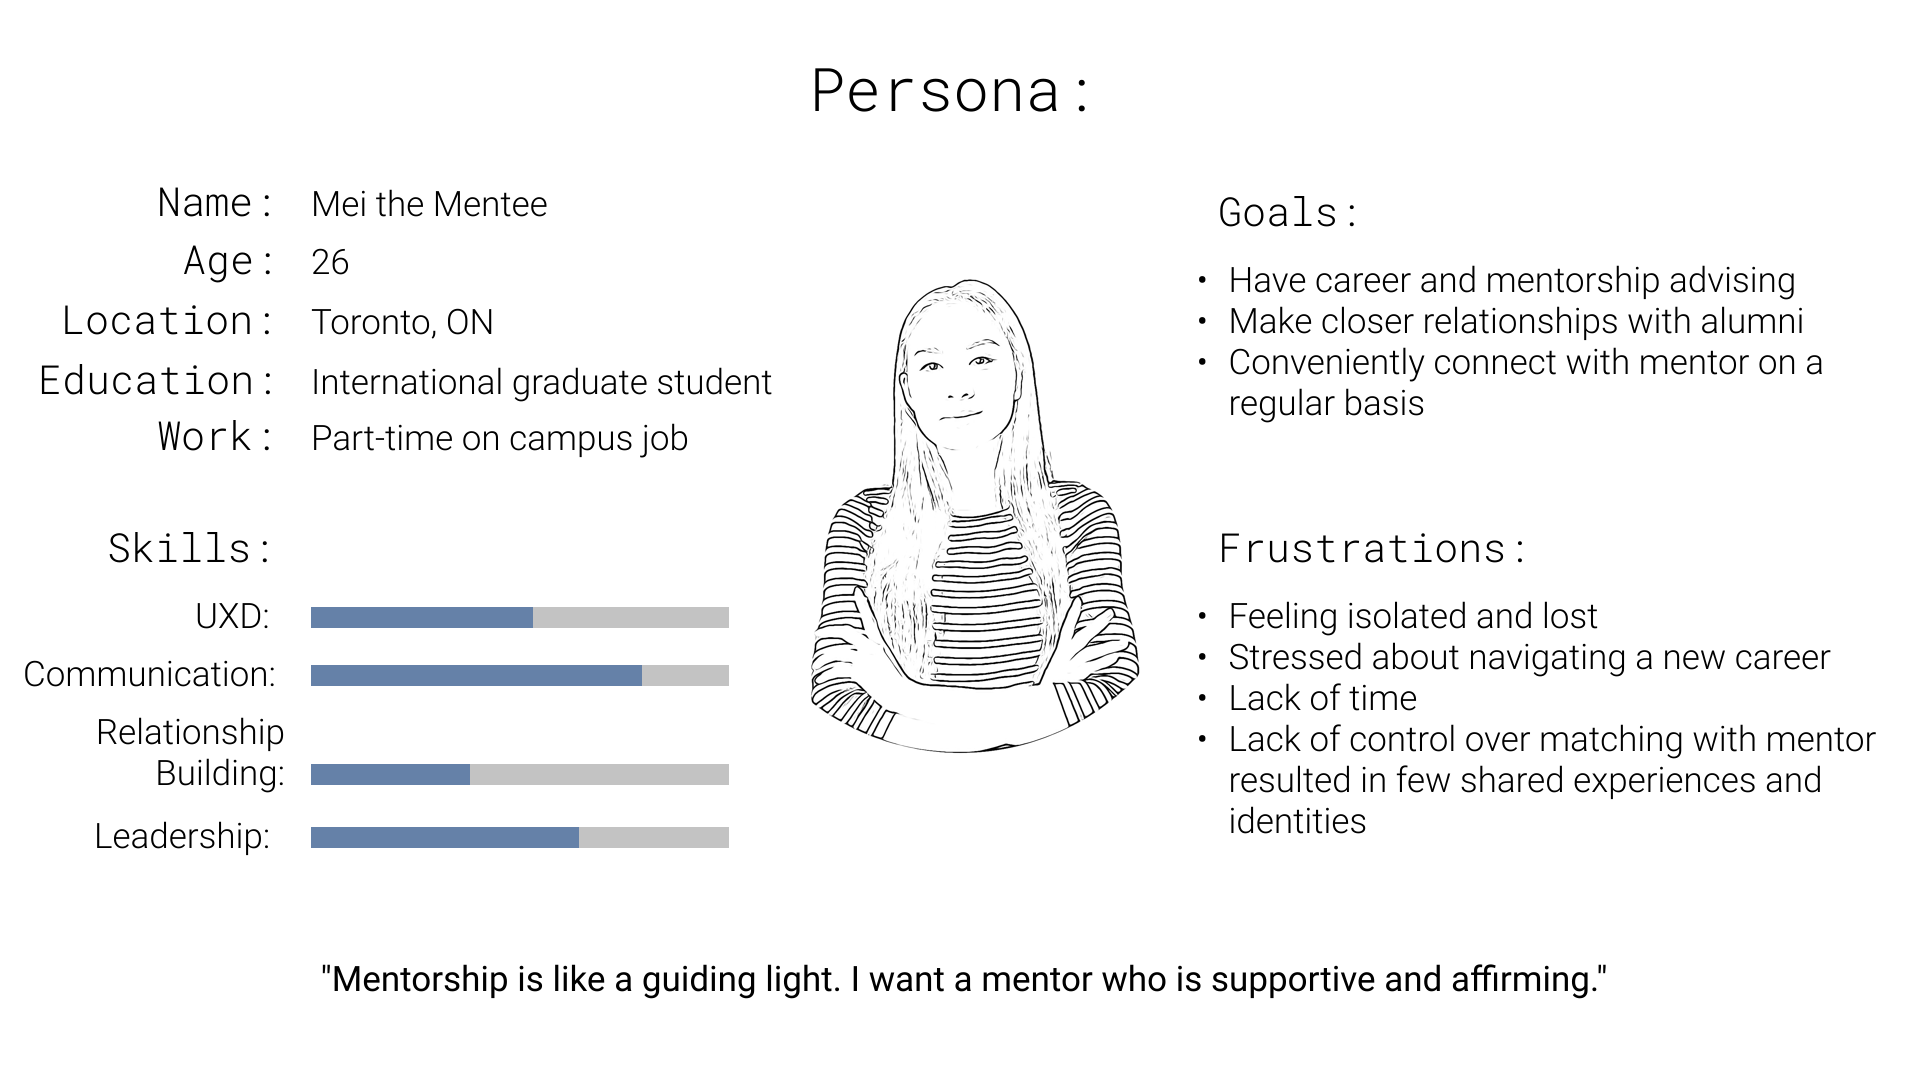 Persona:
Name: Mei the Mentee
Age: 26
Location: Toronto, ON
Education: International graduate student
Work: Part-time on campus job
Skills:
UXD:
Communication:
Relationship
Building:
Leadership:
Goals:
• Have career and mentorship advising
• Make closer relationships with alumni
• Conveniently connect with mentor on a
regular basis
Frustrations:
• Feeling isolated and lost
• Stressed about navigating a new career
• Lack of time
• Lack of control over matching with mentor
resulted in few shared experiences and
identities
"Mentorship is like a guiding light. I want a mentor who is supportive and affirming."